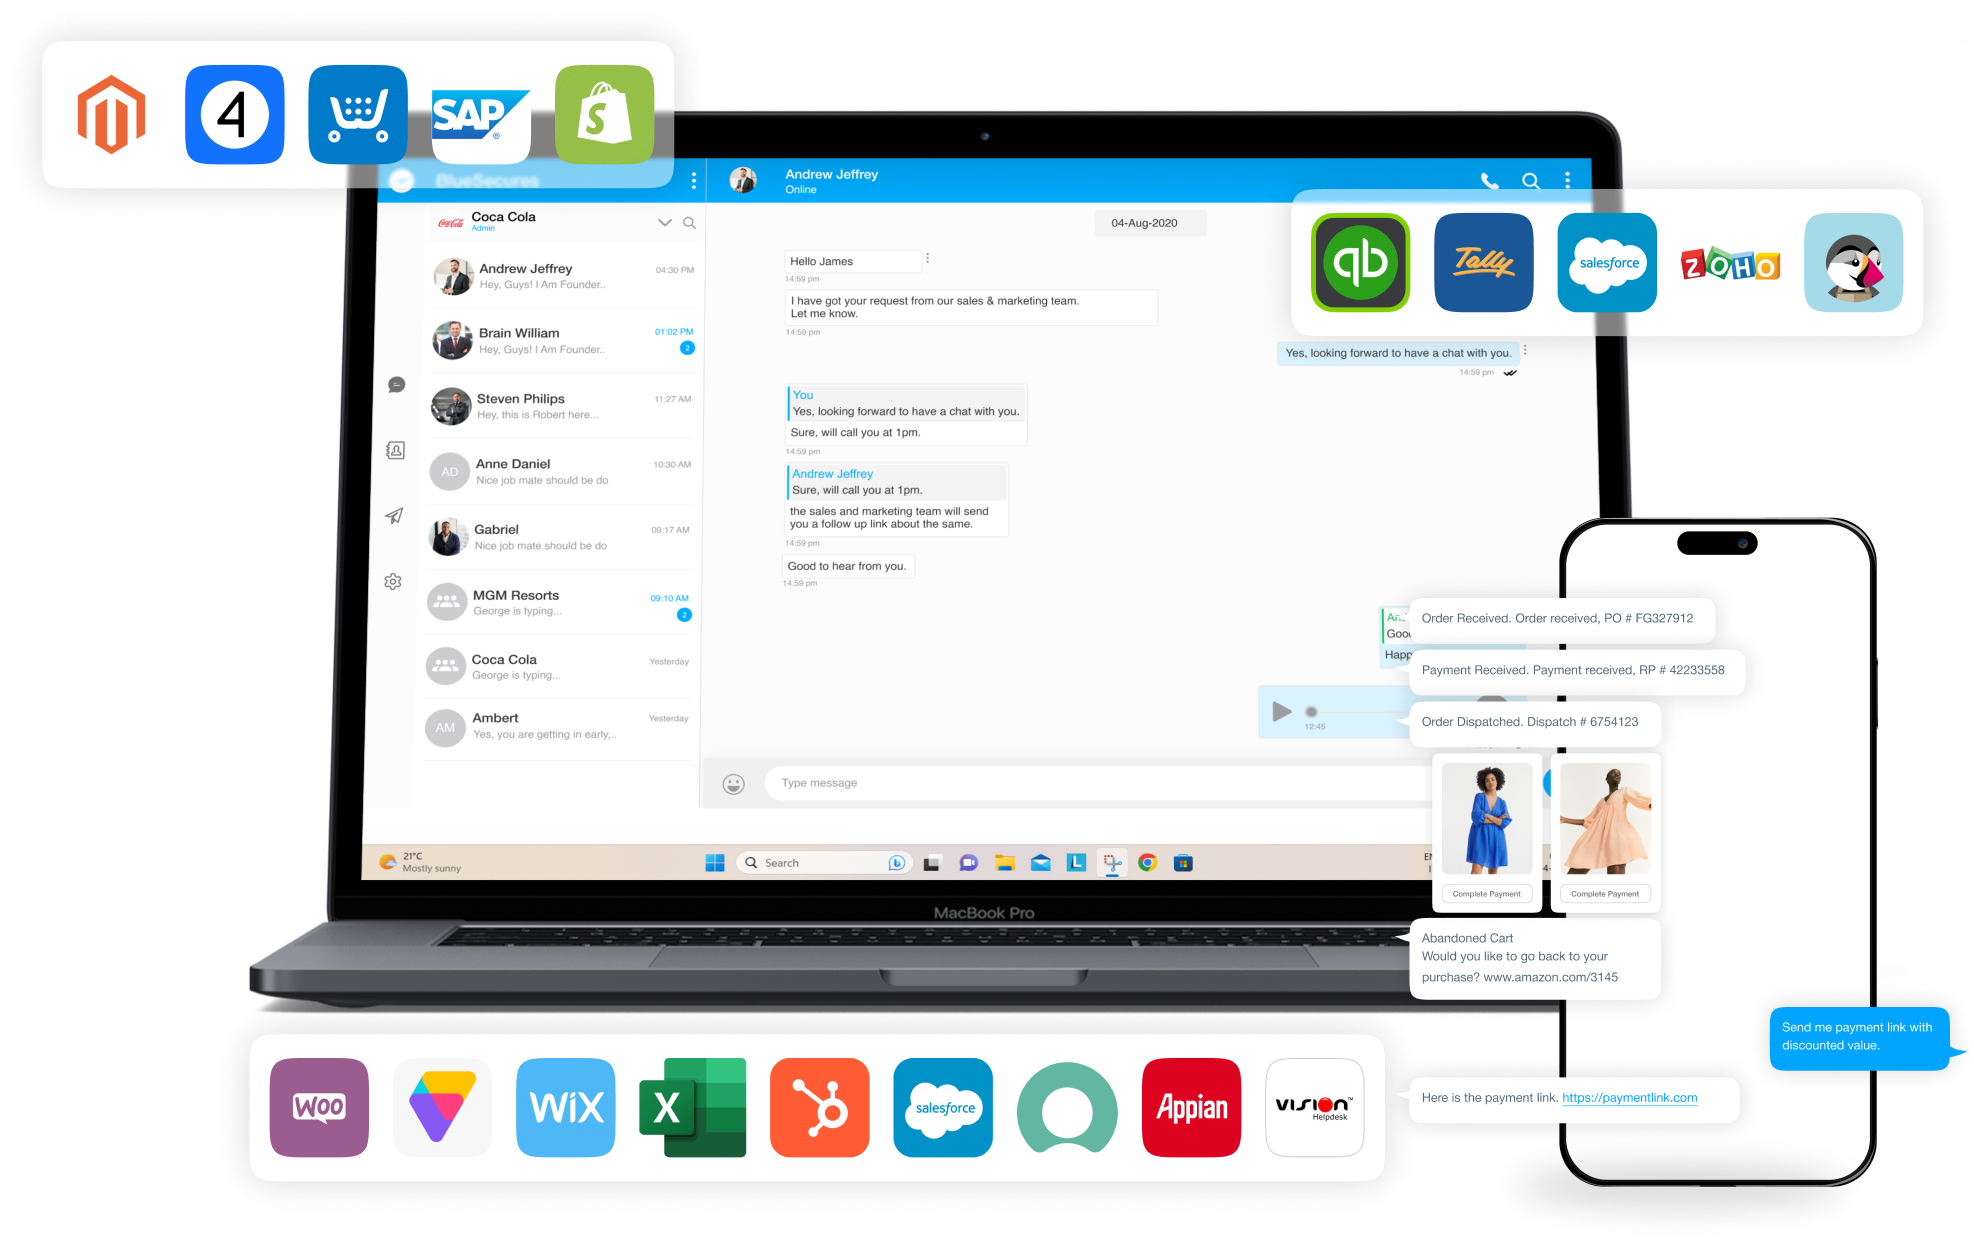 4
SAP
S
BlueSecures
Coca Cola
Coca Cola
Admin
Andrew Jeffrey
04:30 PM
Hey, Guys! I Am Founder..
Brain William
01:02 PM
Hey, Guys! I Am Founder..
2
Steven Philips
11:27 AM
Hey, this is Robert here...
AD
Anne Daniel
10:30 AM
Nice job mate should be do
Gabriel
09:17 AM
Nice job mate should be do
MGM Resorts
09:10 AM
George is typing...
2
Coca Cola
Yesterday
George is typing...
AM
Ambert
Yesterday
Yes, you are getting in early,..
Andrew Jeffrey
Online
04-Aug-2020
Hello James
14:59 pm
I have got your request from our sales & marketing team.
Let me know.
14:59 pm
Yes, looking forward to have a chat with you.
14:59 pm
You
Yes, looking forward to have a chat with you.
Sure, will call you at 1pm.
14:59 pm
Andrew Jeffrey
Sure, will call you at 1pm.
the sales and marketing team will send
you a follow up link about the same.
14:59 pm
Good to hear from you.
14:59 pm
12:45
Type message
21°C
Mostly sunny
Search
MacBook Pro
qb
Tally
salesforce
ZOHO
Order Received. Order received, PO # FG327912
Payment Received. Payment received, RP # 42233558
Order Dispatched. Dispatch # 6754123
Complete Payment
Complete Payment
Abandoned Cart
Would you like to go back to your
purchase? www.amazon.com/3145
Send me payment link with
discounted value.
Here is the payment link. https://paymentlink.com
Woo
WiX
X
salesforce
Appian
VISION™
Helpdesk